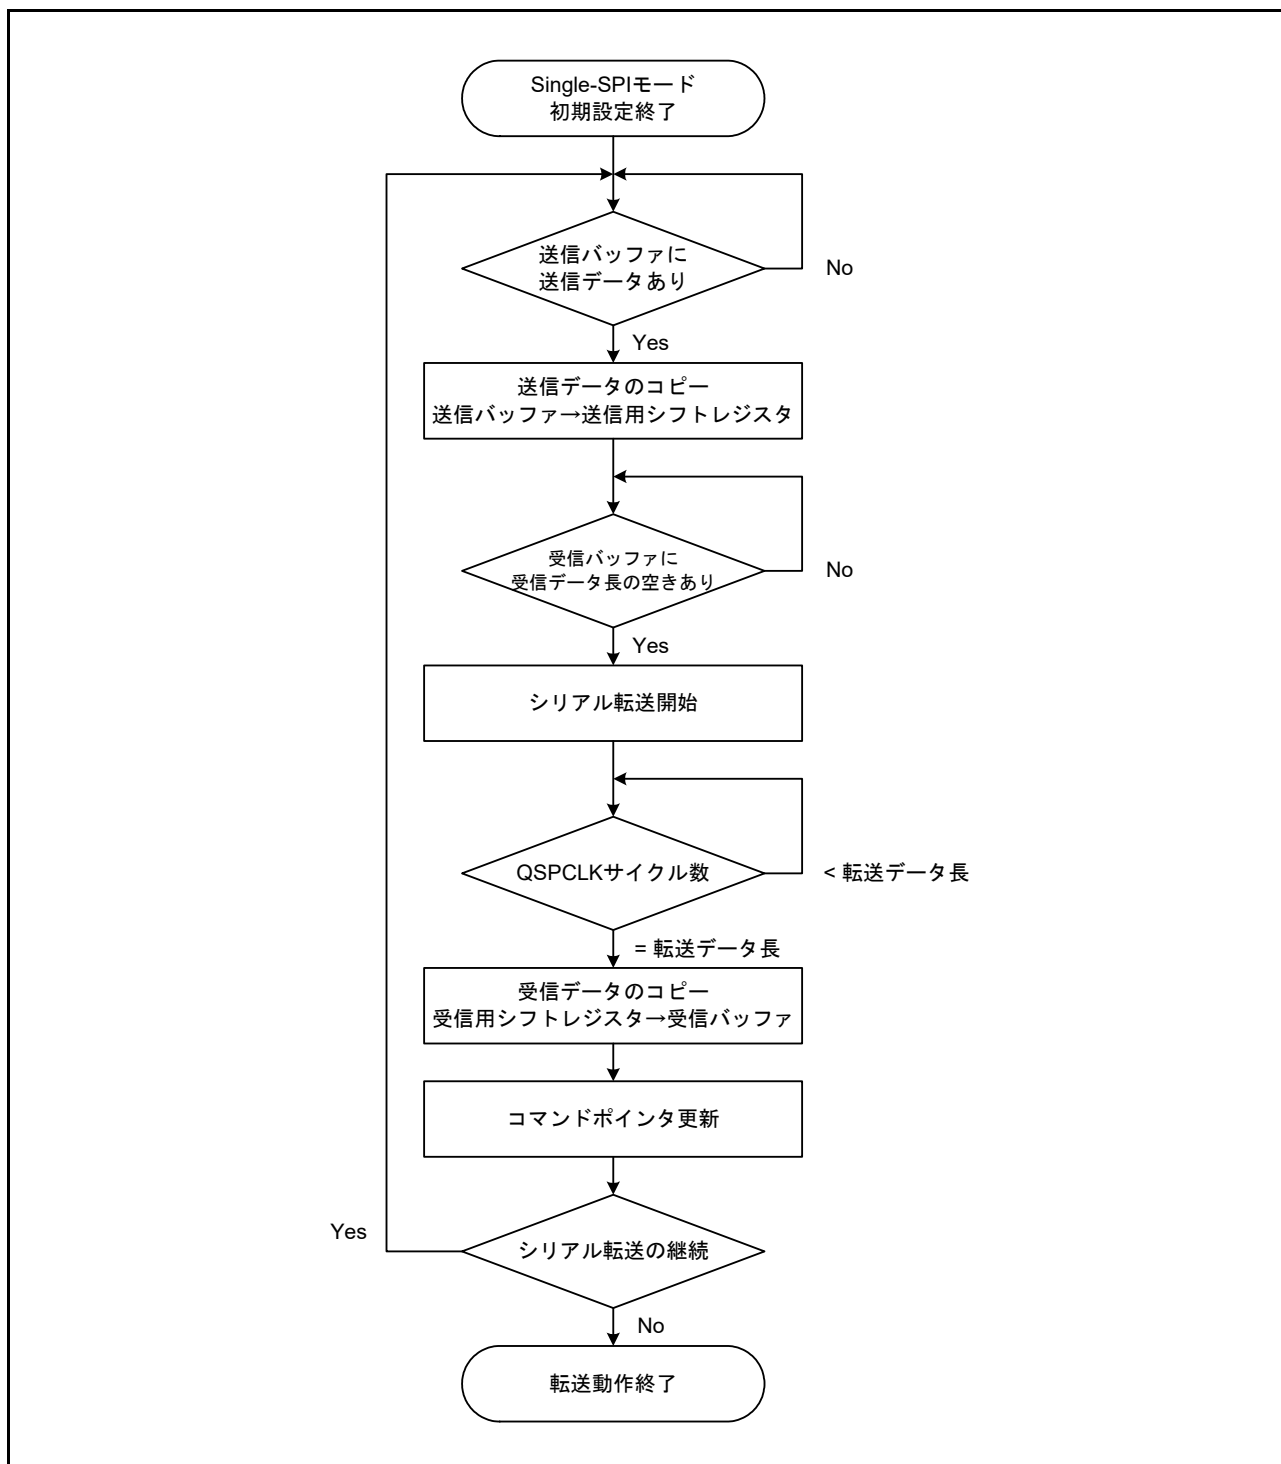 Single-SPIモード
初期設定終了
送信バッファに
送信データあり
No
Yes
送信データのコピー
送信バッファ→送信用シフトレジスタ
受信バッファに
受信データ長の空きあり
No
Yes
シリアル転送開始
QSPCLKサイクル数
< 転送データ長
= 転送データ長
受信データのコピー
受信用シフトレジスタ→受信バッファ
コマンドポインタ更新
Yes
シリアル転送の継続
No
転送動作終了